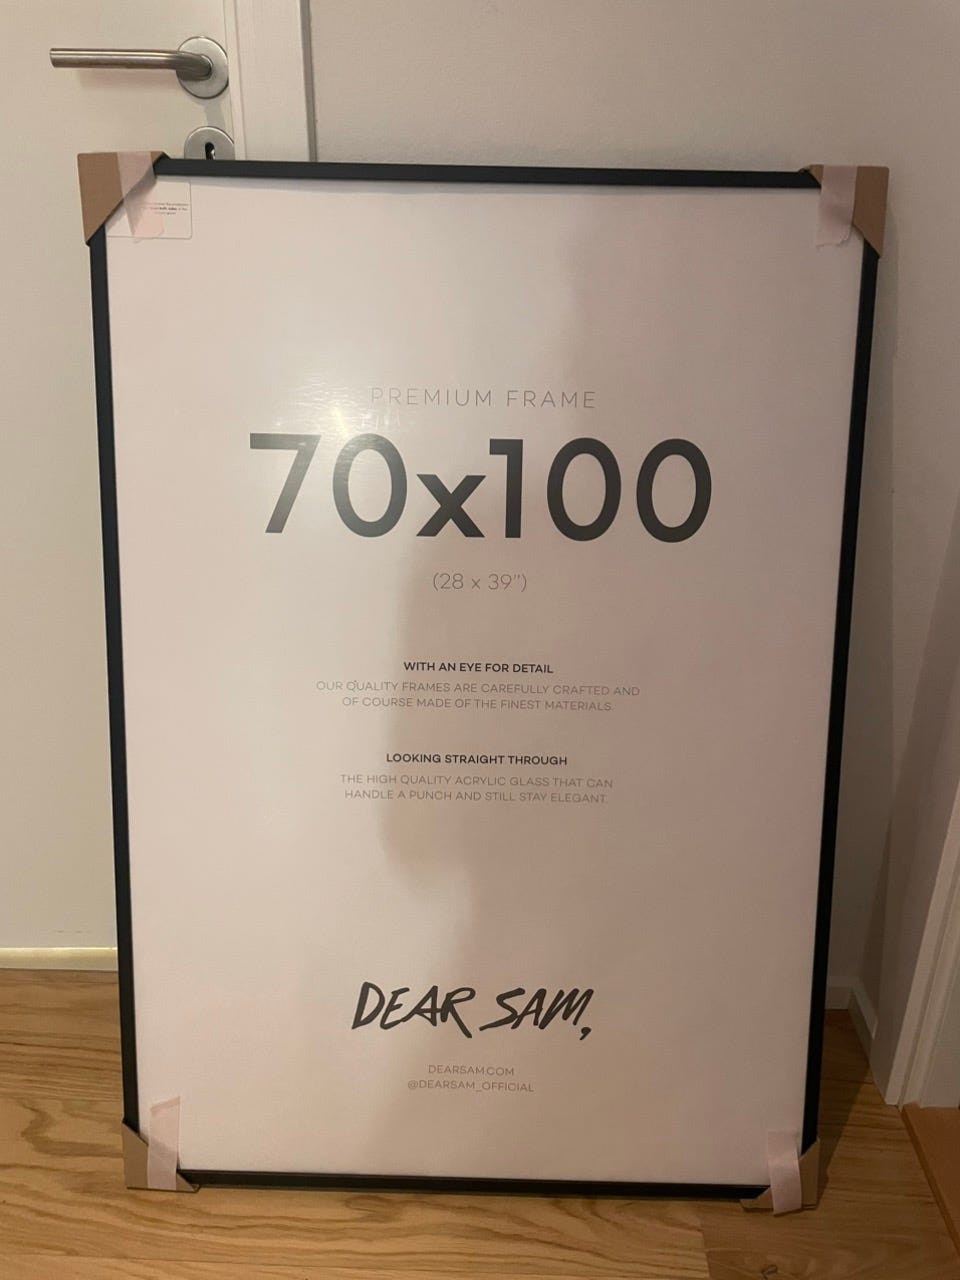 PREMIUM FRAME
70x100
(28 x 39")
WITH AN EYE FOR DETAIL
OUR QUALITY FRAMES ARE CAREFULLY CRAFTED AND
OF COURSE MADE OF THE FINEST MATERIALS.
LOOKING STRAIGHT THROUGH
THE HIGH QUALITY ACRYLIC GLASS THAT CAN
HANDLE A PUNCH AND STILL STAY ELEGANT.
DEAR SAM,
DEARSAM.COM
@DEARSAM_OFFICIAL